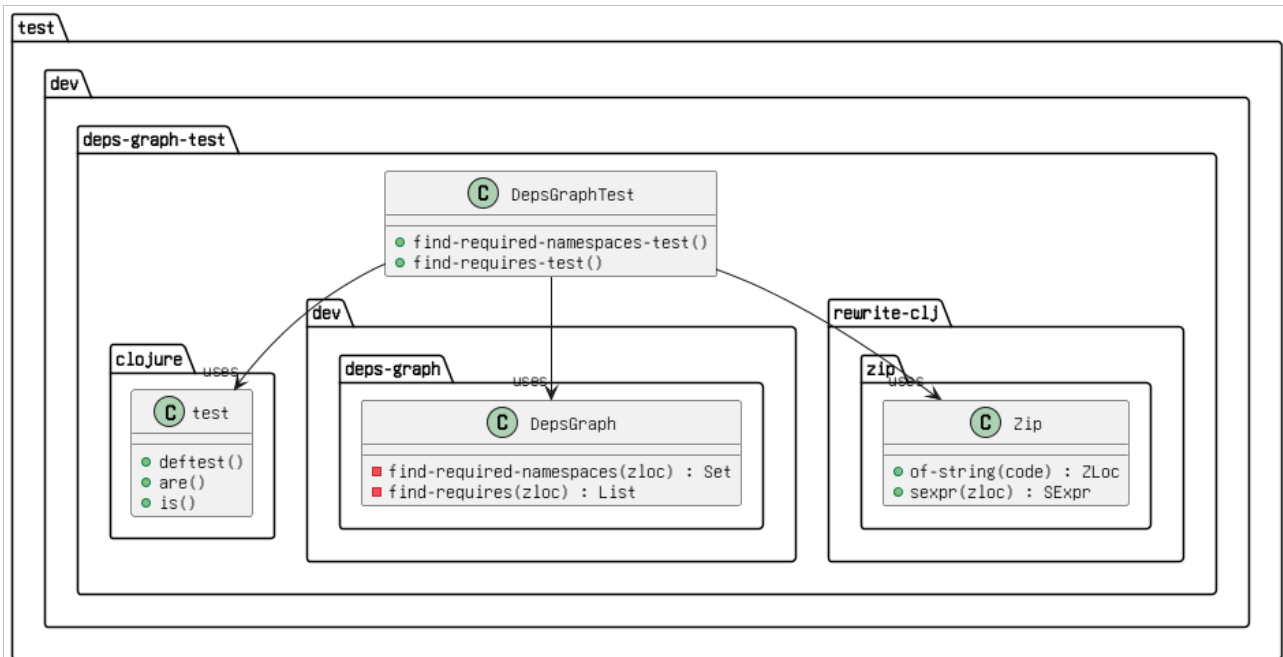 test
dev
deps-graph-test
C DepsGraphTest
find-required-namespaces-test()
find-requires-test()
dev
rewrite-clj
clojure
deps-graph
zip
uses
uses
uses
C test
C DepsGraph
C Zip
deftest()
are()
is()
find-required-namespaces(zloc) : Set
find-requires(zloc) : List
of-string(code) : ZLoc
sexpr(zloc) : SExpr